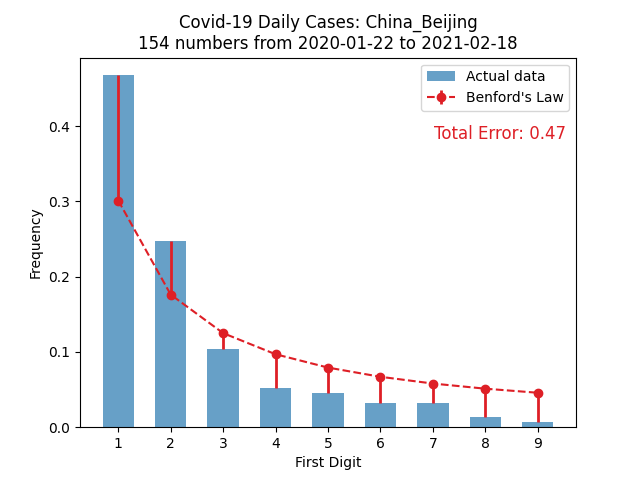 Covid-19 Daily Cases: China_Beijing
154 numbers from 2020-01-22 to 2021-02-18
Actual data
Benford's Law
Total Error: 0.47
Frequency
0.4
0.3
0.2
0.1
0.0
1 2 3 4 5 6 7 8 9
First Digit